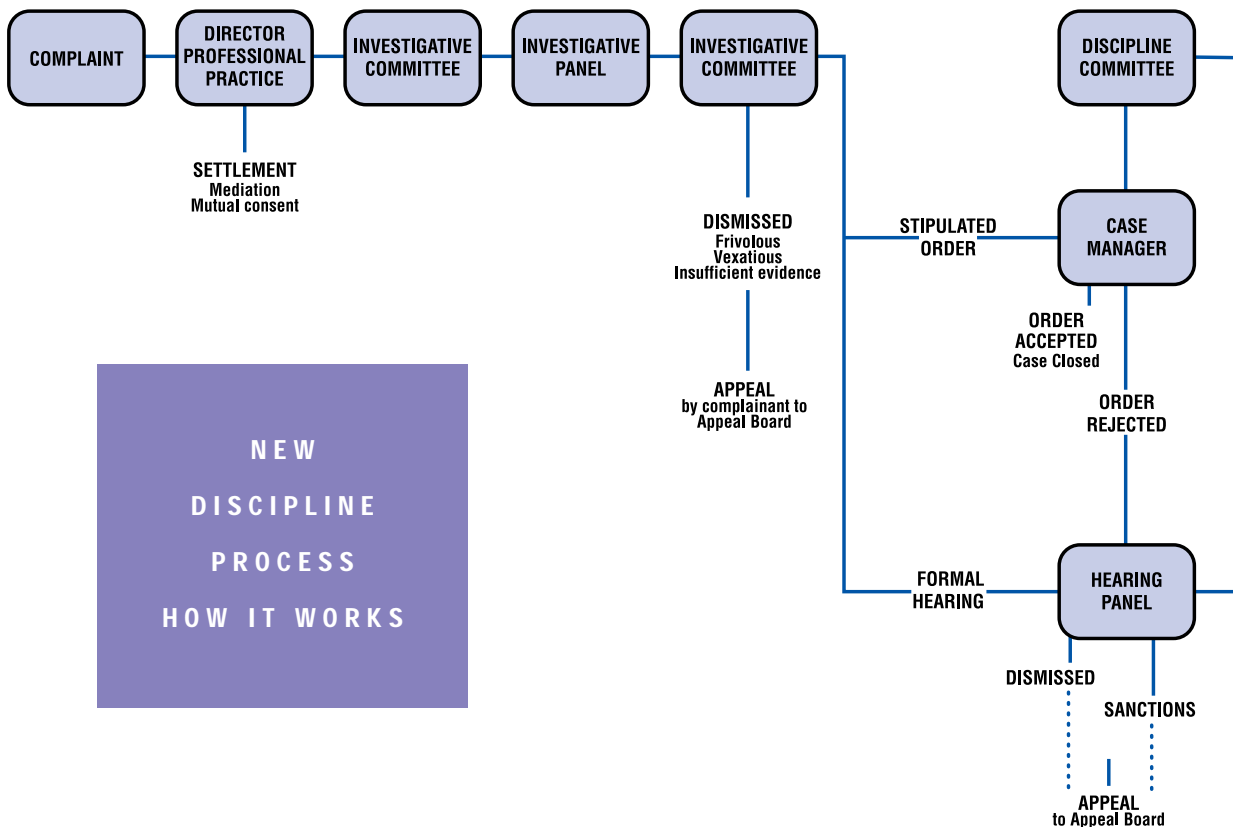 COMPLAINT
DIRECTOR
PROFESSIONAL
PRACTICE
INVESTIGATIVE
COMMITTEE
INVESTIGATIVE
PANEL
INVESTIGATIVE
COMMITTEE
DISCIPLINE
COMMITTEE
SETTLEMENT
Mediation
Mutual consent
DISMISSED
Frivolous
Vexatious
Insufficient evidence
STIPULATED
ORDER
CASE
MANAGER
ORDER
ACCEPTED
Case Closed
APPEAL
by complainant to
Appeal Board
ORDER
REJECTED
NEW
DISCIPLINE
PROCESS
HOW IT WORKS
FORMAL
HEARING
HEARING
PANEL
DISMISSED
SANCTIONS
APPEAL
to Appeal Board